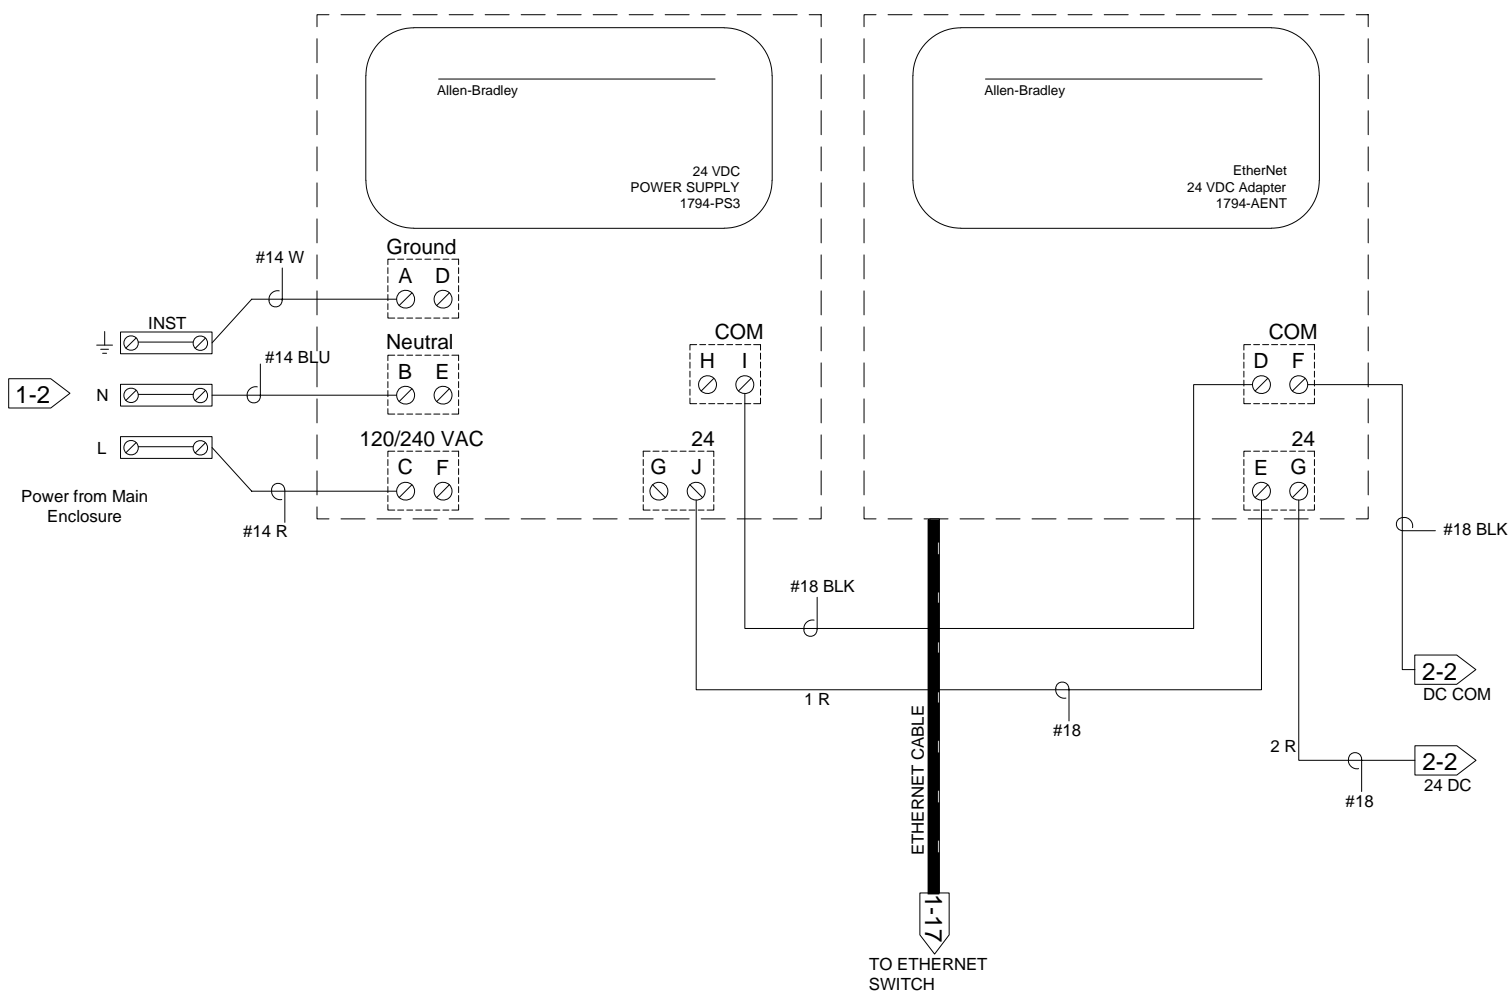 Allen-Bradley
24 VDC
POWER SUPPLY
1794-PS3
Allen-Bradley
EtherNet
24 VDC Adapter
1794-AENT
#14 W
Ground
A D
INST
#14 BLU
Neutral
B E
1-2
N
L
120/240 VAC
C F
Power from Main
Enclosure
#14 R
COM
H I
24
G J
COM
D F
24
E G
#18 BLK
#18 BLK
1 R
#18
2 R
#18
2-2
DC COM
2-2
24 DC
ETHERNET CABLE
1-17
TO ETHERNET
SWITCH